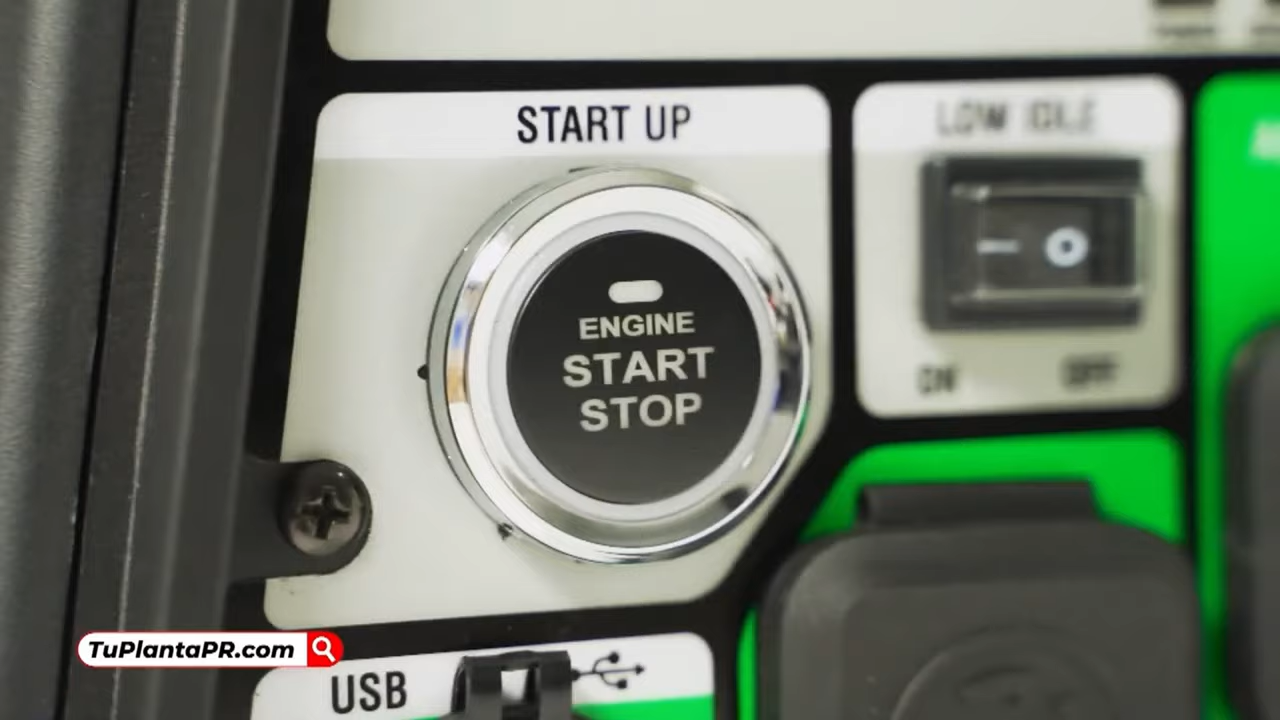 START UP
LOW IDLE
ENGINE
START
STOP
ON OFF
TuPlantaPR.com
USB